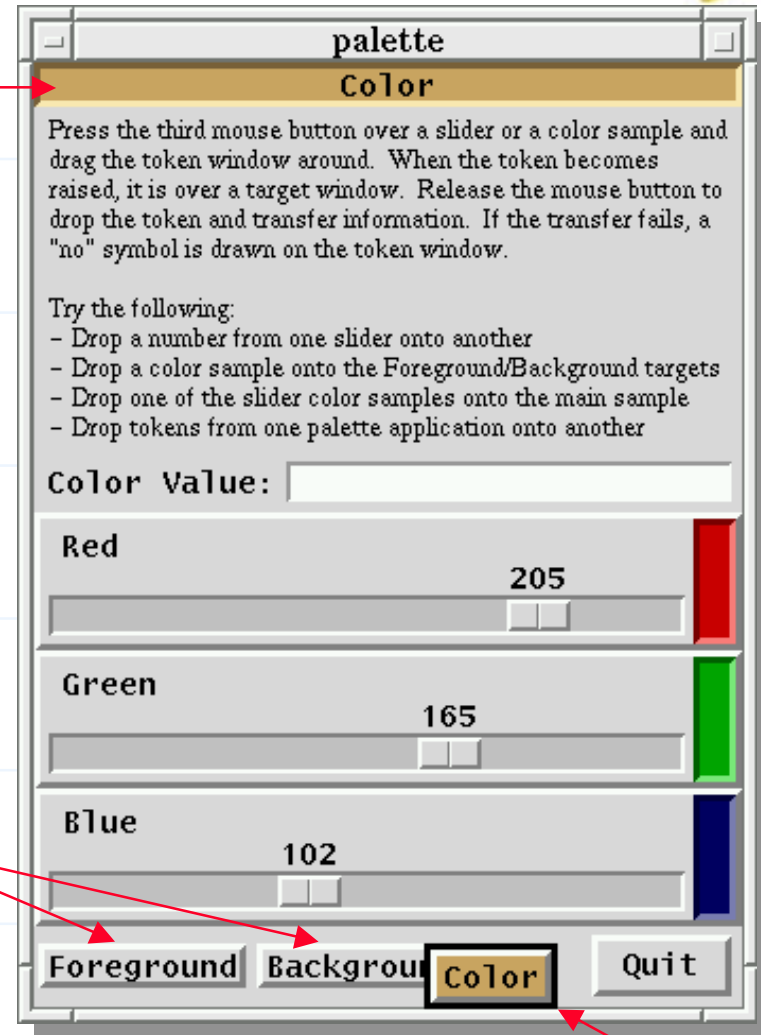 palette
Color
Press the third mouse button over a slider or a color sample and
drag the token window around. When the token becomes
raised, it is over a target window. Release the mouse button to
drop the token and transfer information. If the transfer fails, a
"no" symbol is drawn on the token window.
Try the following:
– Drop a number from one slider onto another
– Drop a color sample onto the Foreground/Background targets
– Drop one of the slider color samples onto the main sample
– Drop tokens from one palette application onto another
Color Value:
Red
205
Green
165
Blue
102
Foreground Backgrou Color Quit